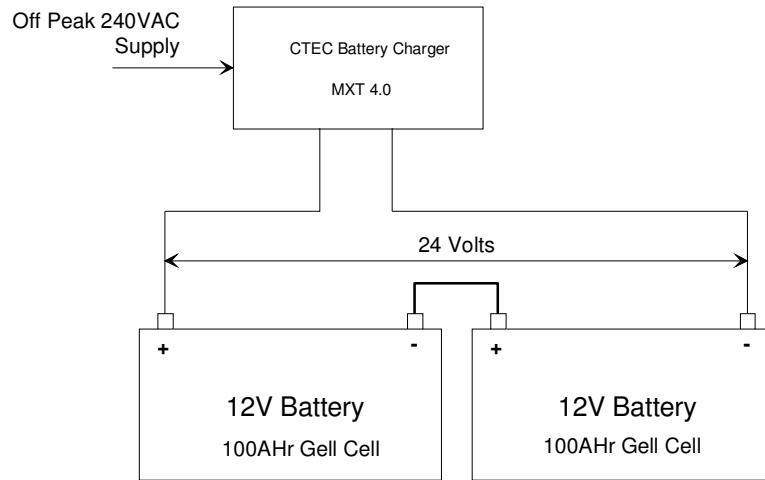 Off Peak 240VAC
Supply
CTEC Battery Charger
MXT 4.0
24 Volts
+ - + -
12V Battery
100AHr Gell Cell
12V Battery
100AHr Gell Cell